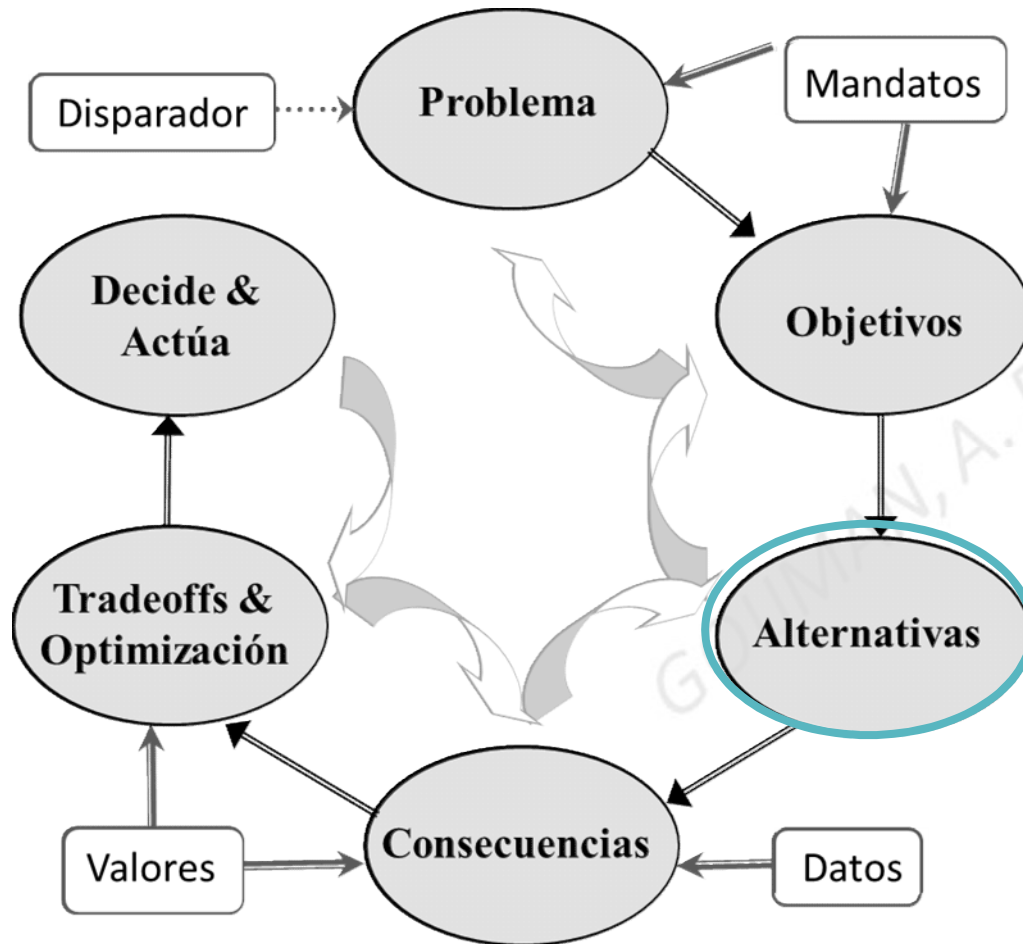 Problema
Mandatos
Disparador
Decide &
Actúa
Objetivos
Tradeoffs &
Optimización
Alternativas
Consecuencias
Valores
Datos